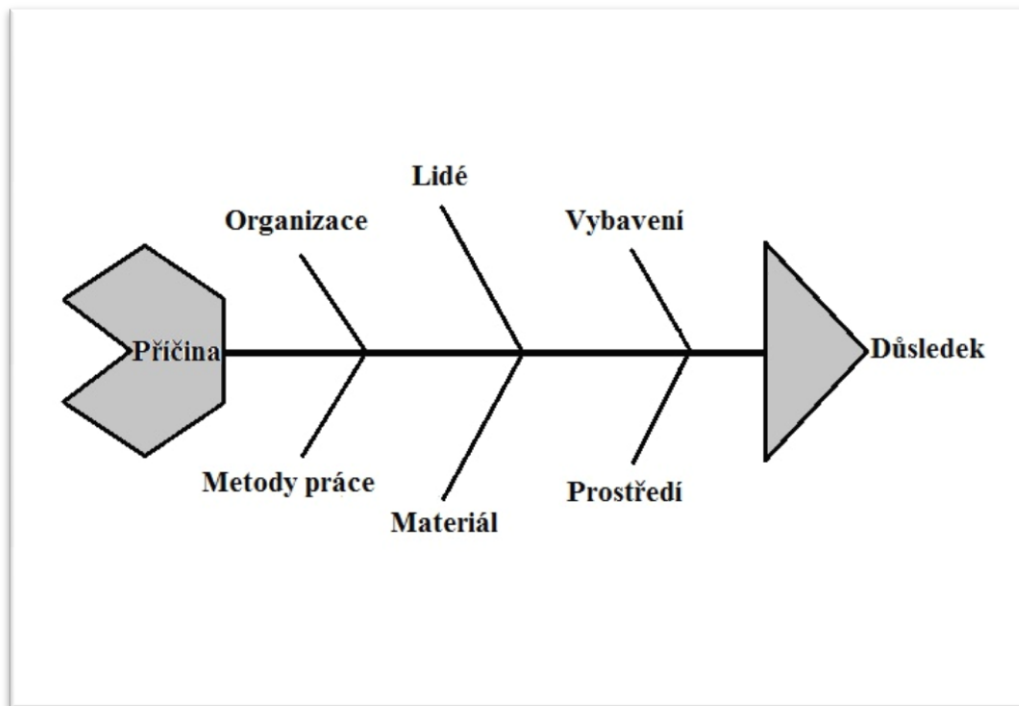 Lidé
Organizace
Vybavení
Příčina
Důsledek
Metody práce
Prostředí
Materiál